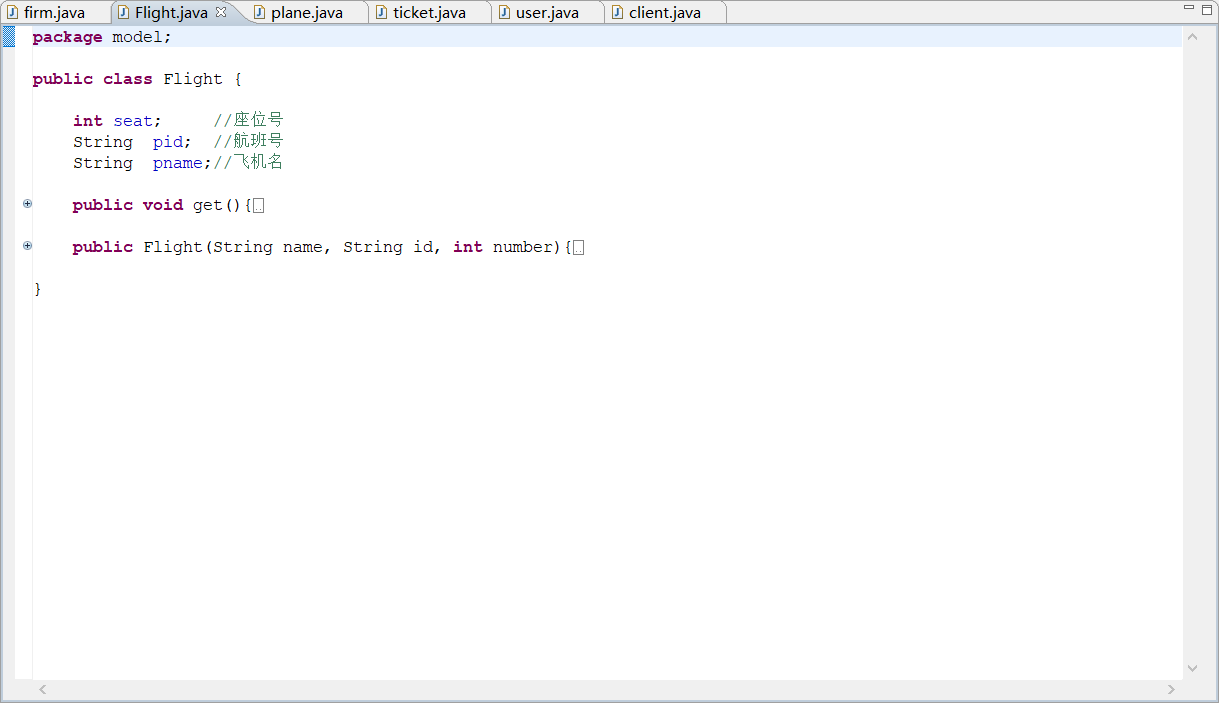 firm.java Flight.java plane.java ticket.java user.java client.java
package model;
public class Flight {
int seat; //座位号
String pid; //航班号
String pname;//飞机名
public void get(){
public Flight(String name, String id, int number){
}